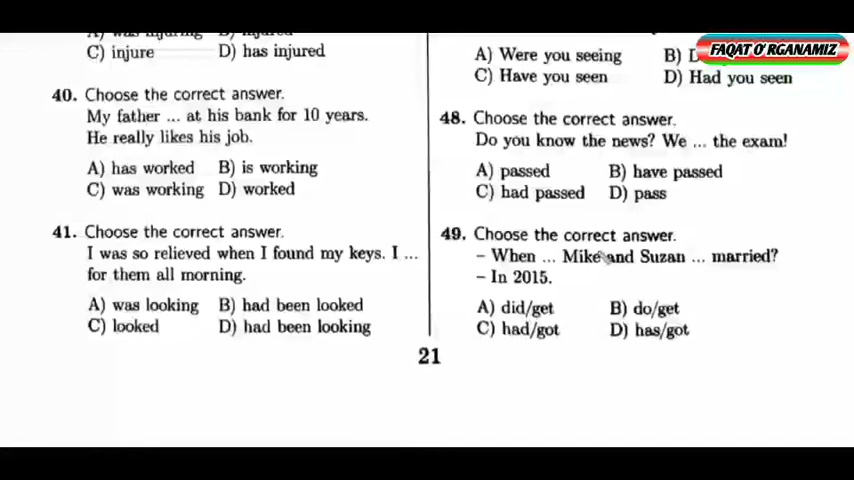 C) injure D) has injured
40. Choose the correct answer.
My father ... at his bank for 10 years.
He really likes his job.
A) has worked B) is working
C) was working D) worked
41. Choose the correct answer.
I was so relieved when I found my keys. I ...
for them all morning.
A) was looking B) had been looked
C) looked D) had been looking
A) Were you seeing B)
C) Have you seen D) Had you seen
48. Choose the correct answer.
Do you know the news? We ... the exam!
A) passed B) have passed
C) had passed D) pass
49. Choose the correct answer.
– When ... Mike and Suzan ... married?
– In 2015.
A) did/get B) do/get
C) had/got D) has/got
21
FAQAT O'RGANAMIZ